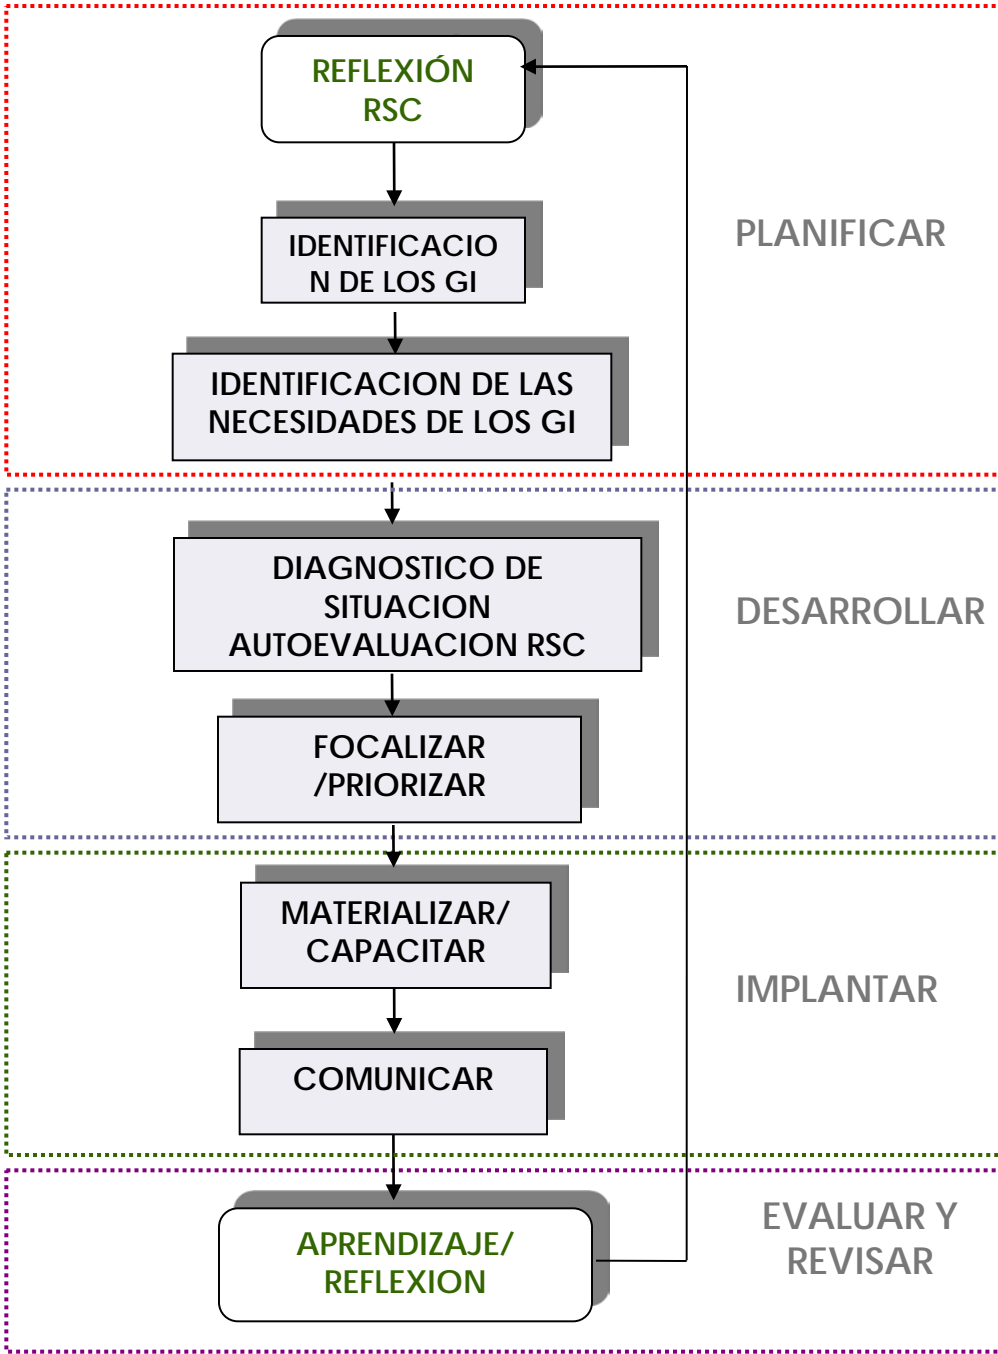 REFLEXIÓN
RSC
IDENTIFICACIO
N DE LOS GI
PLANIFICAR
IDENTIFICACION DE LAS
NECESIDADES DE LOS GI
DIAGNOSTICO DE
SITUACION
AUTOEVALUACION RSC
DESARROLLAR
FOCALIZAR
/PRIORIZAR
MATERIALIZAR/
CAPACITAR
IMPLANTAR
COMUNICAR
APRENDIZAJE/
REFLEXION
EVALUAR Y
REVISAR